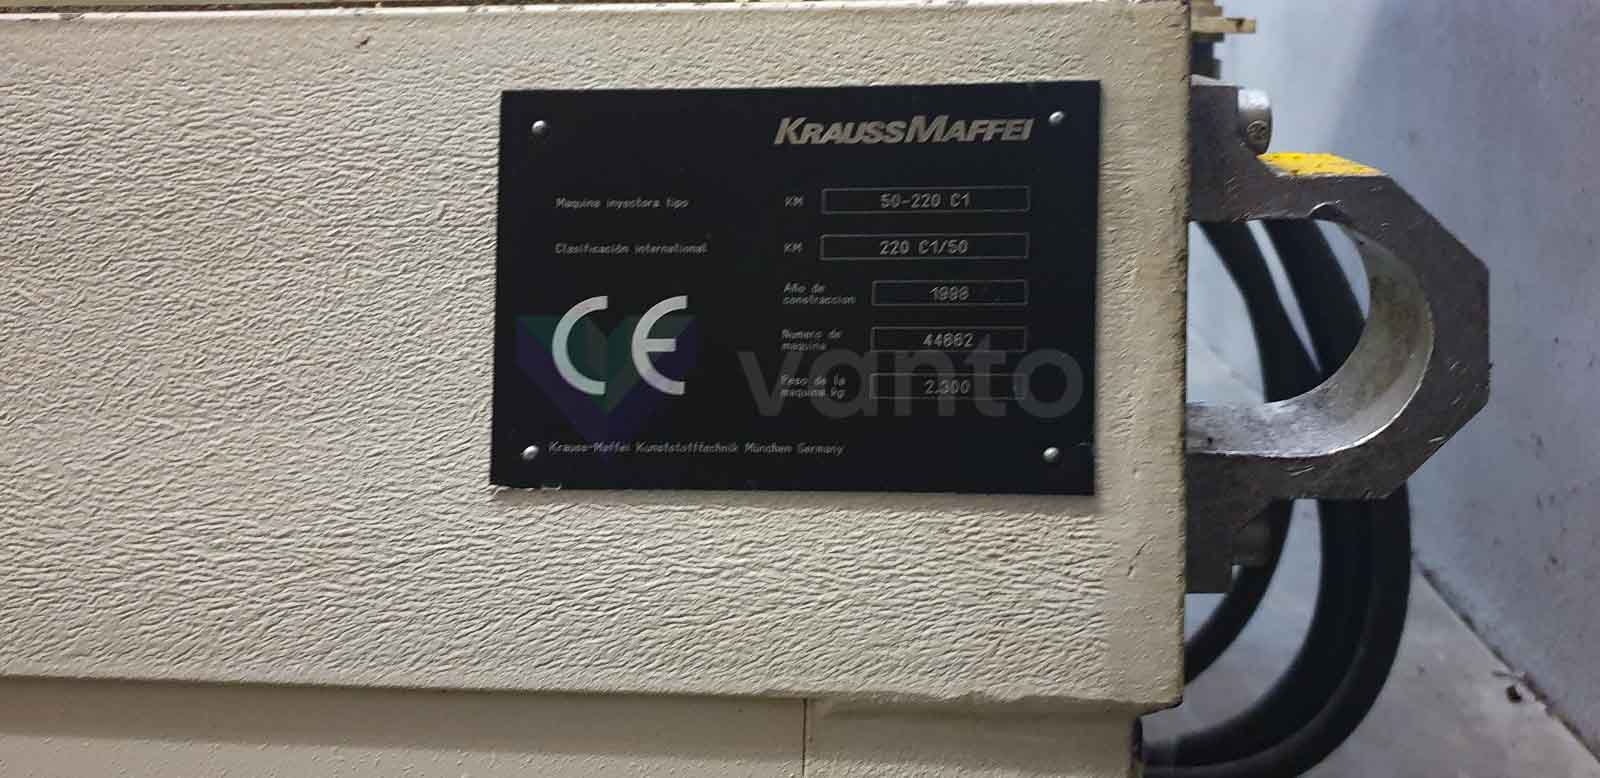 KRAUSSMAFFEI
Maquina inyectora tipo KM 50-220 C1
Clasificación international KM 220 C1/50
Año de construccion 1998
Numero de maquina
Peso de la maquina kg 2.300
CE
vanto
Krauss-Maffei Kunststofftechnik München Germany